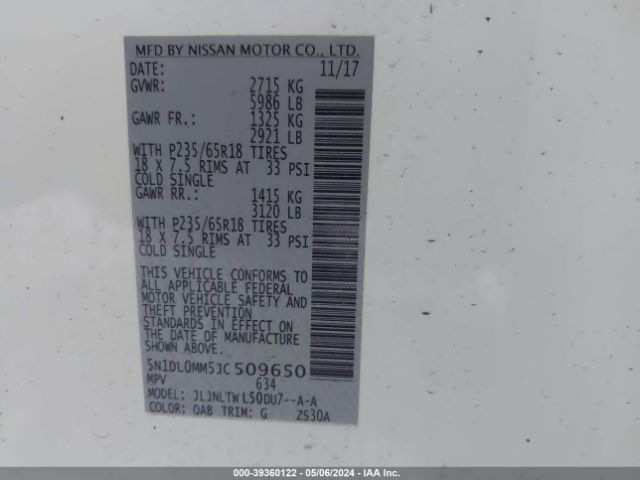 MFD BY NISSAN MOTOR CO., LTD.
DATE: 11/17
GVWR: 2715 KG
5986 LB
GAWR FR.: 1325 KG
2921 LB
WITH P235/65R18 TIRES
18 X 7.5 RIMS AT 33 PSI
COLD SINGLE
GAWR RR.: 1415 KG
3120 LB
WITH P235/65R18 TIRES
18 X 7.5 RIMS AT 33 PSI
COLD SINGLE
THIS VEHICLE CONFORMS TO
ALL APPLICABLE FEDERAL
MOTOR VEHICLE SAFETY AND
THEFT PREVENTION
STANDARDS IN EFFECT ON
THE DATE OF MANUFACTURE
SHOWN ABOVE.
5N1DL0MM5JC509650
MPV 634
MODEL: JLJNLTWL50DU7--A-A
COLOR: QAB TRIM: G ZS30A
000-39360122 - 05/06/2024 - IAA Inc.